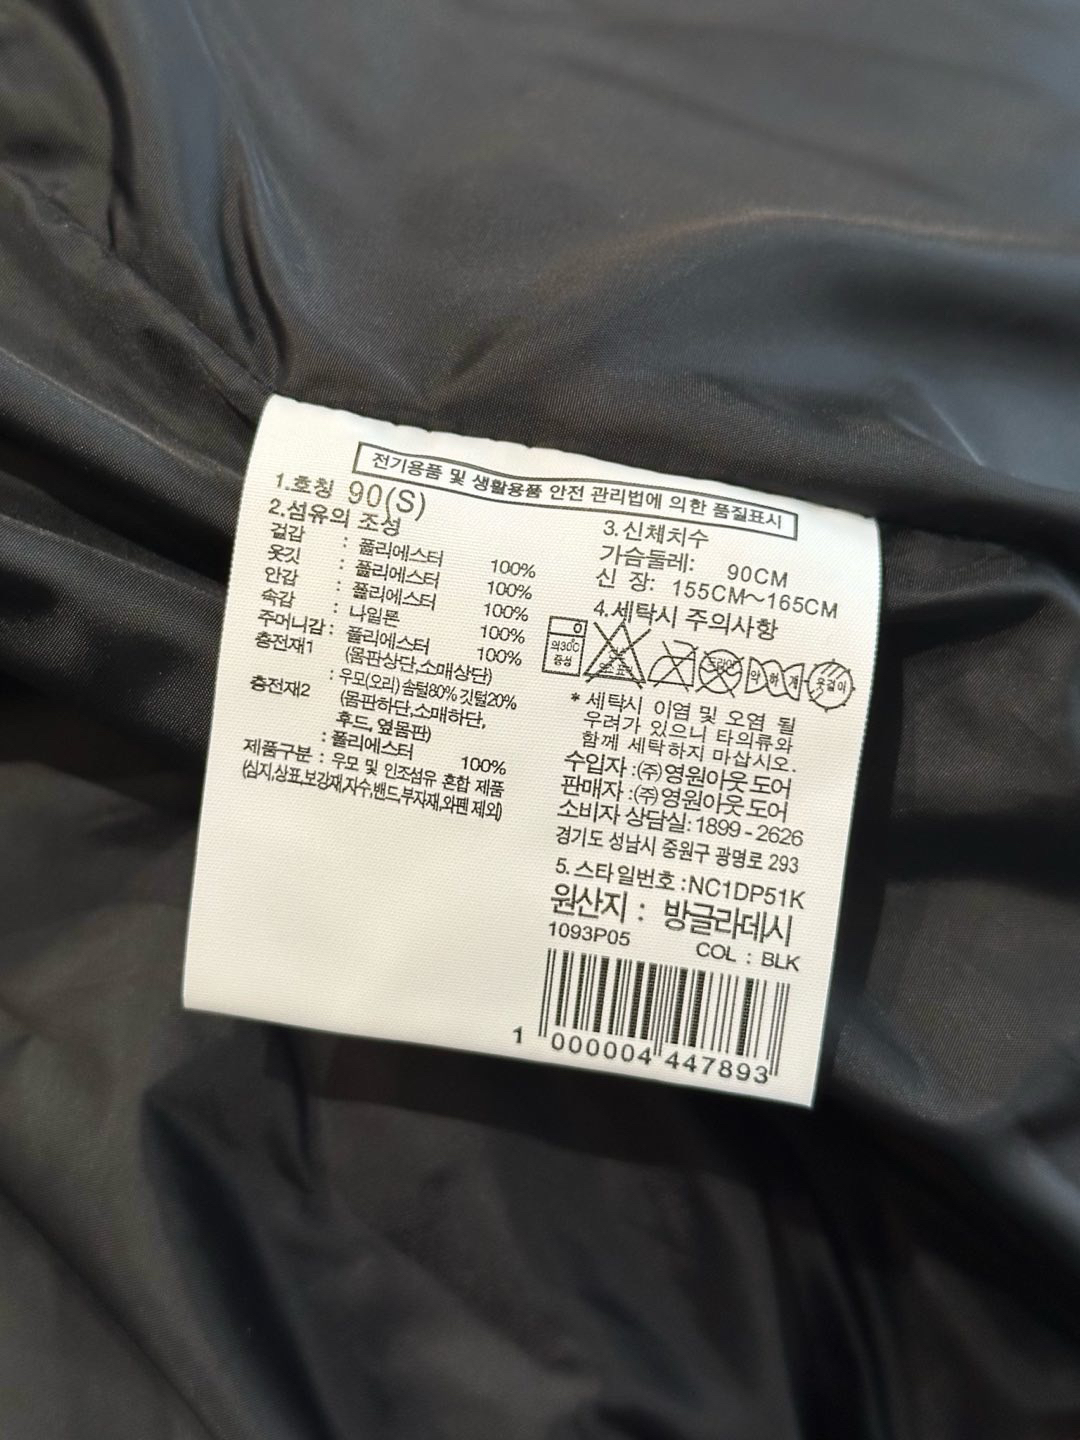 전기용품 및 생활용품 안전 관리법에 의한 품질표시
1.호칭 90(S)
2.섬유의 조성
겉감 : 폴리에스터 100%
옷깃 : 폴리에스터 100%
안감 : 폴리에스터 100%
속감 : 나일론 100%
주머니감 : 폴리에스터 100%
충전재1 (몸판상단,소매상단)
: 우모(오리) 솜털80% 깃털20%
충전재2 (몸판하단,소매하단,
후드, 옆몸판)
: 폴리에스터 100%
제품구분 : 우모 및 인조섬유 혼합 제품
(심지,상표,보강재,자수,밴드,부자재,와펜 제외)
3.신체치수
가슴둘레: 90CM
신 장: 155CM~165CM
4.세탁시 주의사항
약 30℃
중성
드라이
약하게
옷걸이
* 세탁시 이염 및 오염 될
우려가 있으니 타의류와
함께 세탁하지 마십시오.
수입자 :(주)영원아웃도어
판매자 :(주)영원아웃도어
소비자 상담실: 1899-2626
경기도 성남시 중원구 광명로 293
5.스타일번호 :NC1DP51K
원산지 : 방글라데시
1093P05 COL : BLK
1 000004 447893